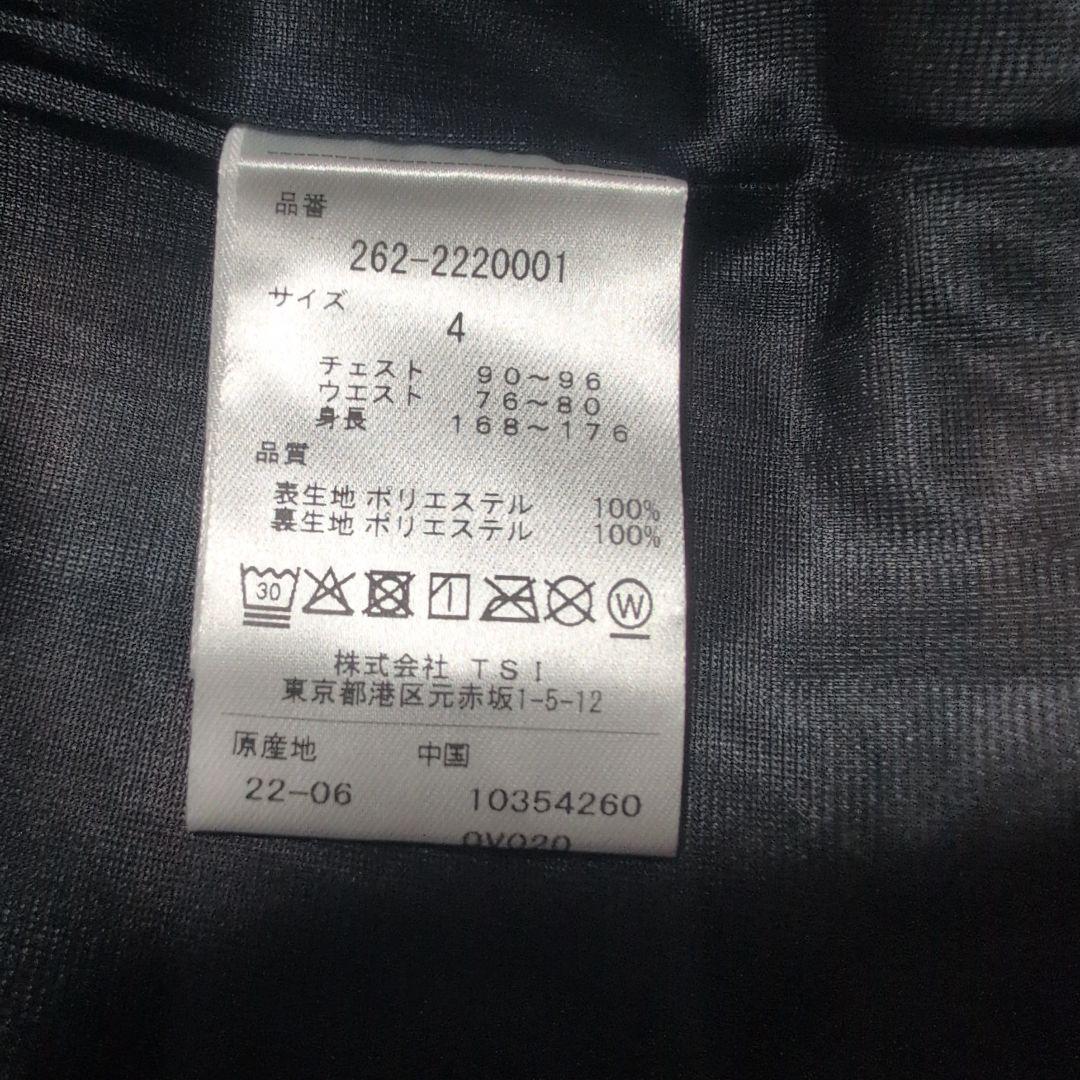 品番
262-2220001
サイズ
4
チェスト 90～96
ウエスト 76～80
身長 168～176
品質
表生地 ポリエステル 100%
裏生地 ポリエステル 100%
30 W
株式会社 TSI
東京都港区元赤坂1-5-12
原産地 中国
22-06 10354260
0V020